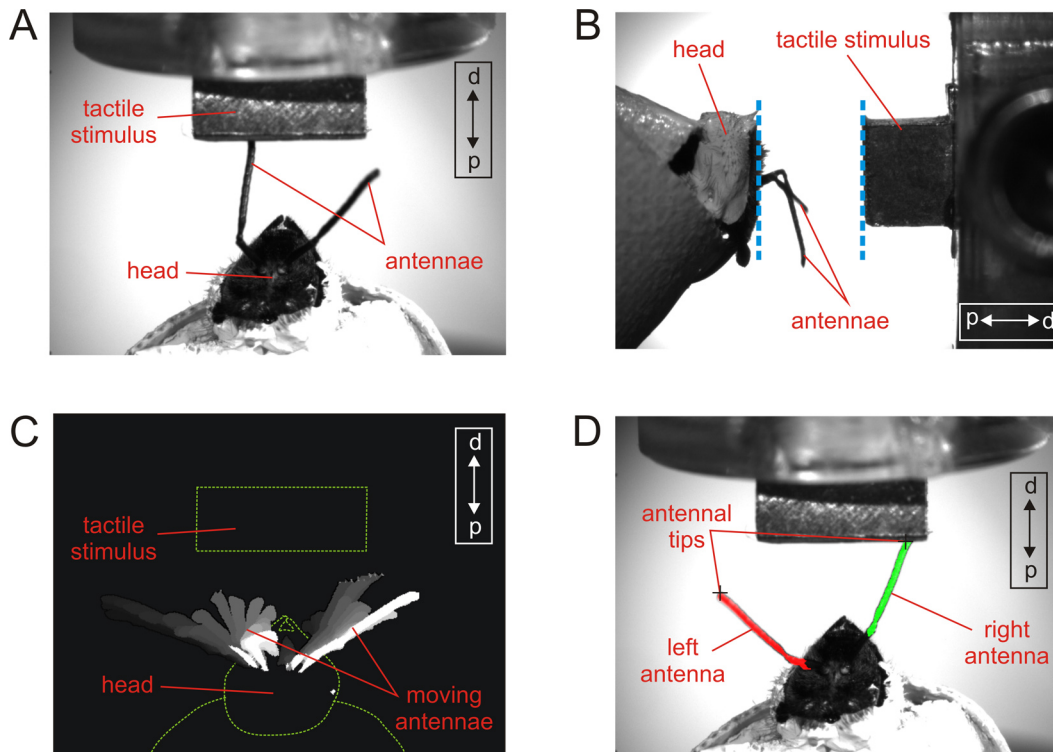 A
d
p
tactile
stimulus
head
antennae
B
head
tactile stimulus
antennae
p
d
C
d
p
tactile
stimulus
head
moving
antennae
D
d
p
antennal
tips
left
antenna
right
antenna